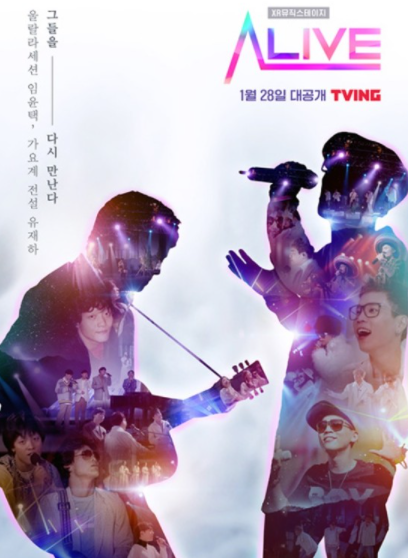 XR뮤직스테이지
ALIVE
1월 28일 대공개 TVING
그들을 다시 만난다
울랄라세션 임윤택, 가요계 전설 유재하